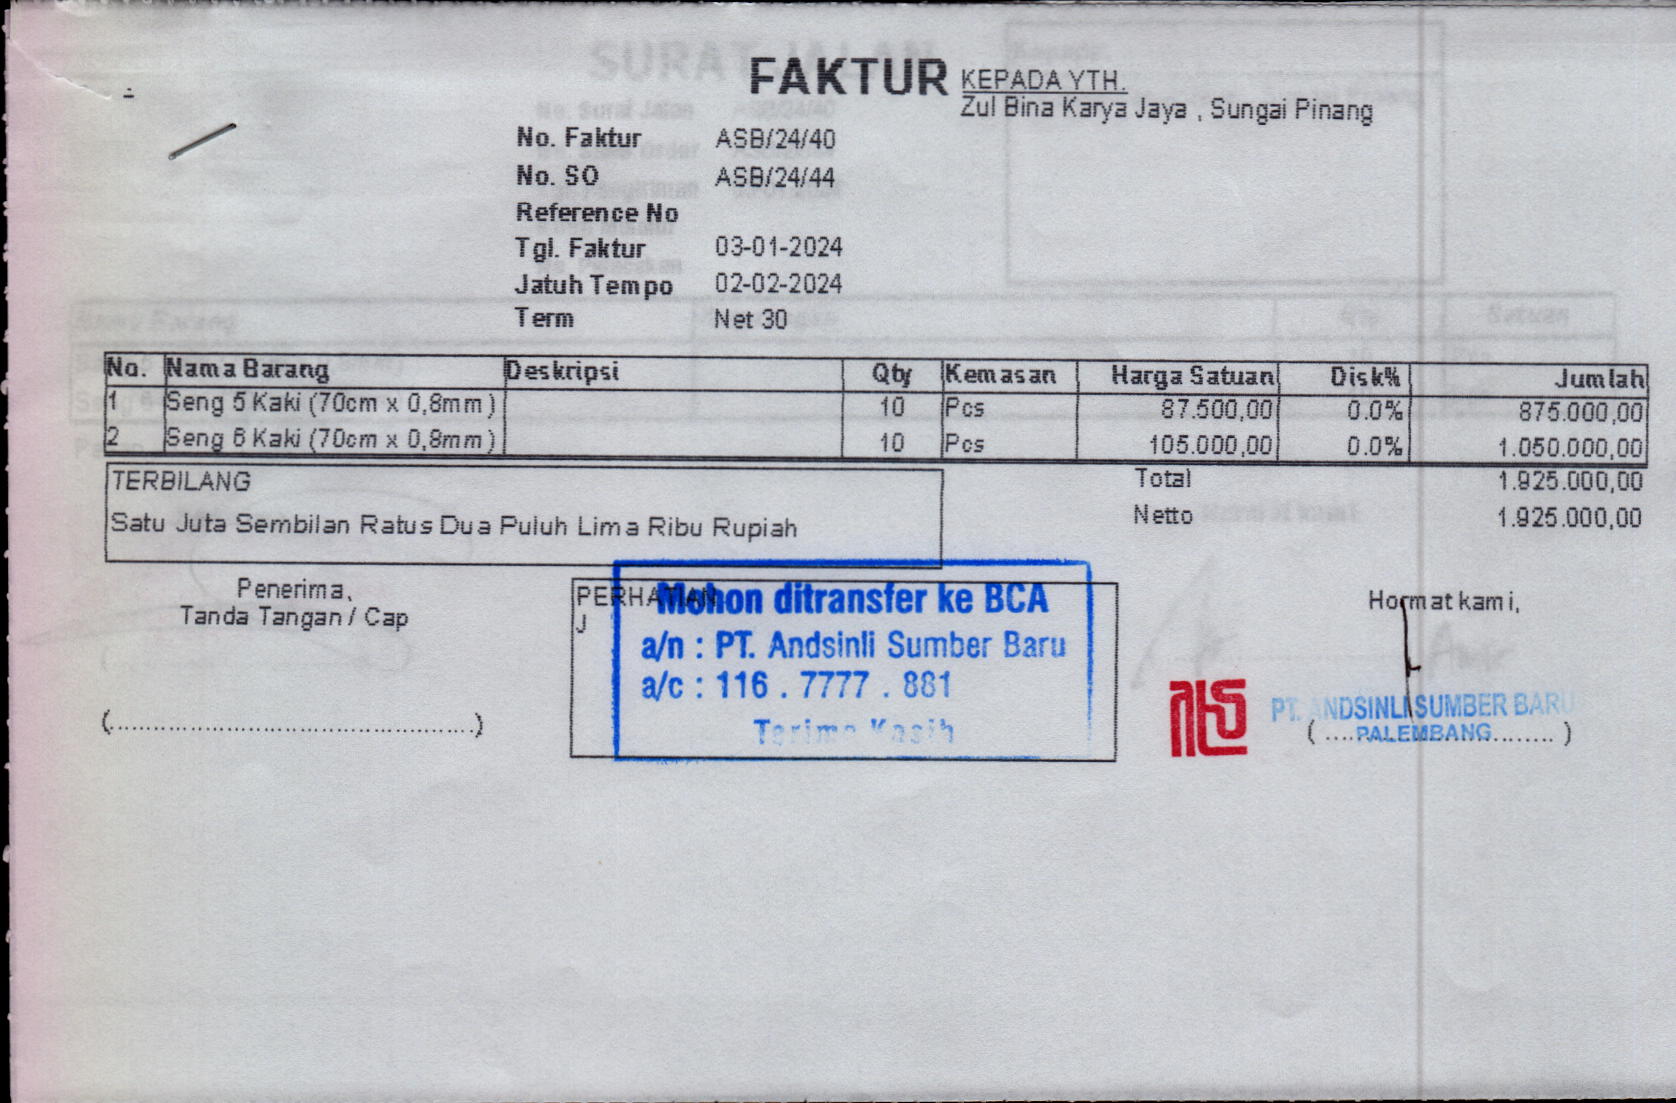 FAKTUR
KEPADA YTH.
Zul Bina Karya Jaya , Sungai Pinang
No. Faktur ASB/24/40
No. SO ASB/24/44
Reference No
Tgl. Faktur 03-01-2024
Jatuh Tempo 02-02-2024
Term Net 30
No. Nama Barang Deskripsi Qty Kemasan Harga Satuan Disk% Jumlah
1 Seng 5 Kaki (70cm x 0,8mm) 10 Pcs 87.500,00 0.0% 875.000,00
2 Seng 6 Kaki (70cm x 0,8mm) 10 Pcs 105.000,00 0.0% 1.050.000,00
TERBILANG
Satu Juta Sembilan Ratus Dua Puluh Lima Ribu Rupiah
Total 1.925.000,00
Netto 1.925.000,00
Penerima,
Tanda Tangan / Cap
(................................................)
PERHATIAN
J
Mohon ditransfer ke BCA
a/n : PT. Andsinli Sumber Baru
a/c : 116 . 7777 . 881
Terima Kasih
Hormat kami,
PT. ANDSINLI SUMBER BARU
( ....PALEMBANG........ )